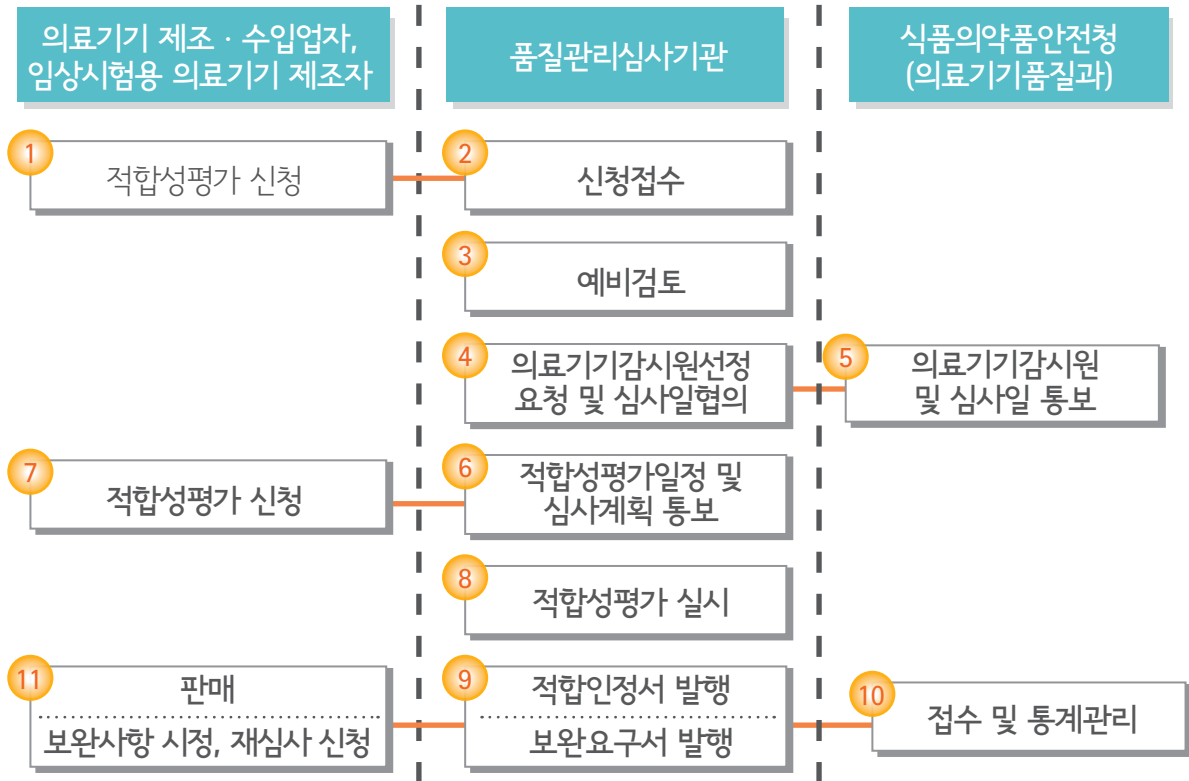 의료기기 제조 · 수입업자,
임상시험용 의료기기 제조자
품질관리심사기관
식품의약품안전청
(의료기기품질과)
1
적합성평가 신청
2
신청접수
3
예비검토
4
의료기기감시원선정
요청 및 심사일협의
5
의료기기감시원
및 심사일 통보
7
적합성평가 신청
6
적합성평가일정 및
심사계획 통보
8
적합성평가 실시
11
판매
보완사항 시정, 재심사 신청
9
적합인정서 발행
보완요구서 발행
10
접수 및 통계관리